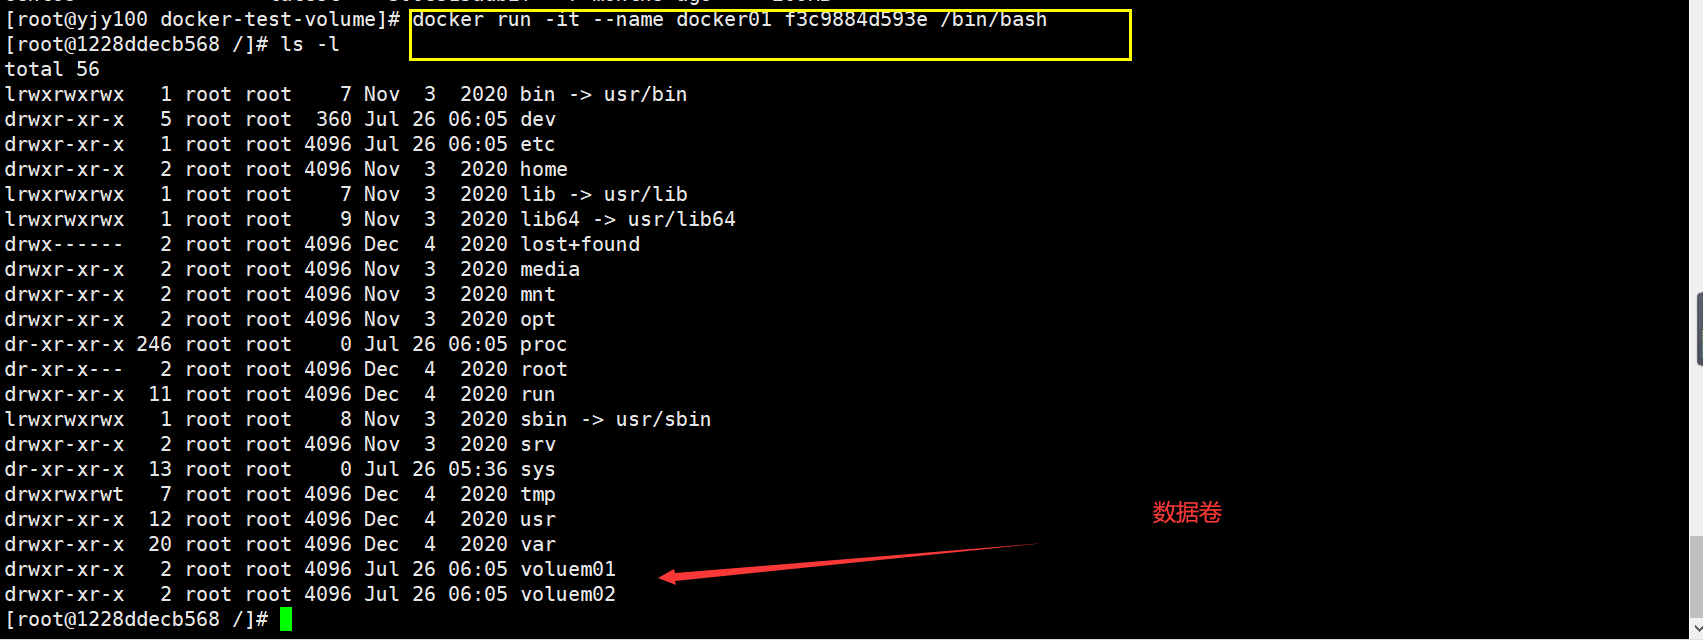 [root@yjy100 docker-test-volume]# docker run -it --name docker01 f3c9884d593e /bin/bash
[root@1228ddecb568 /]# ls -l
total 56
lrwxrwxrwx   1 root root    7 Nov  3  2020 bin -> usr/bin
drwxr-xr-x   5 root root  360 Jul 26 06:05 dev
drwxr-xr-x   1 root root 4096 Jul 26 06:05 etc
drwxr-xr-x   2 root root 4096 Nov  3  2020 home
lrwxrwxrwx   1 root root    7 Nov  3  2020 lib -> usr/lib
lrwxrwxrwx   1 root root    9 Nov  3  2020 lib64 -> usr/lib64
drwx------   2 root root 4096 Dec  4  2020 lost+found
drwxr-xr-x   2 root root 4096 Nov  3  2020 media
drwxr-xr-x   2 root root 4096 Nov  3  2020 mnt
drwxr-xr-x   2 root root 4096 Nov  3  2020 opt
dr-xr-xr-x 246 root root    0 Jul 26 06:05 proc
dr-xr-x---   2 root root 4096 Dec  4  2020 root
drwxr-xr-x  11 root root 4096 Dec  4  2020 run
lrwxrwxrwx   1 root root    8 Nov  3  2020 sbin -> usr/sbin
drwxr-xr-x   2 root root 4096 Nov  3  2020 srv
dr-xr-xr-x  13 root root    0 Jul 26 05:36 sys
drwxrwxrwt   7 root root 4096 Dec  4  2020 tmp
数据卷
drwxr-xr-x  12 root root 4096 Dec  4  2020 usr
drwxr-xr-x  20 root root 4096 Dec  4  2020 var
drwxr-xr-x   2 root root 4096 Jul 26 06:05 voluem01
drwxr-xr-x   2 root root 4096 Jul 26 06:05 voluem02
[root@1228ddecb568 /]#